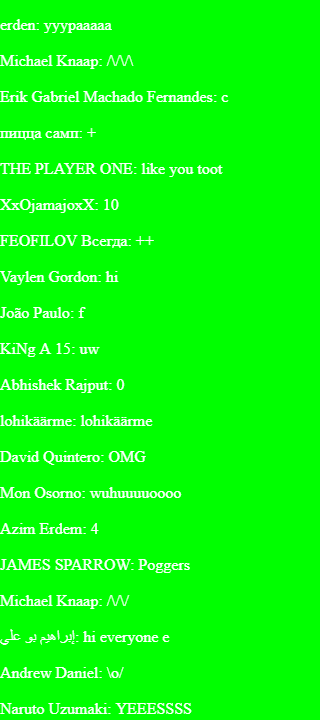 erden: yyypaaaaa
Michael Knaap: /\/\/\
Erik Gabriel Machado Fernandes: c
пицца самп: +
THE PLAYER ONE: like you toot
XxOjamajoxX: 10
FEOFILOV Всегда: ++
Vaylen Gordon: hi
João Paulo: f
KiNg A 15: uw
Abhishek Rajput: 0
lohikäärme: lohikäärme
David Quintero: OMG
Mon Osorno: wuhuuuuoooo
Azim Erdem: 4
JAMES SPARROW: Poggers
Michael Knaap: /\/\/
إبراهيم بو علي: hi everyone e
Andrew Daniel: \o/
Naruto Uzumaki: YEEESSSS